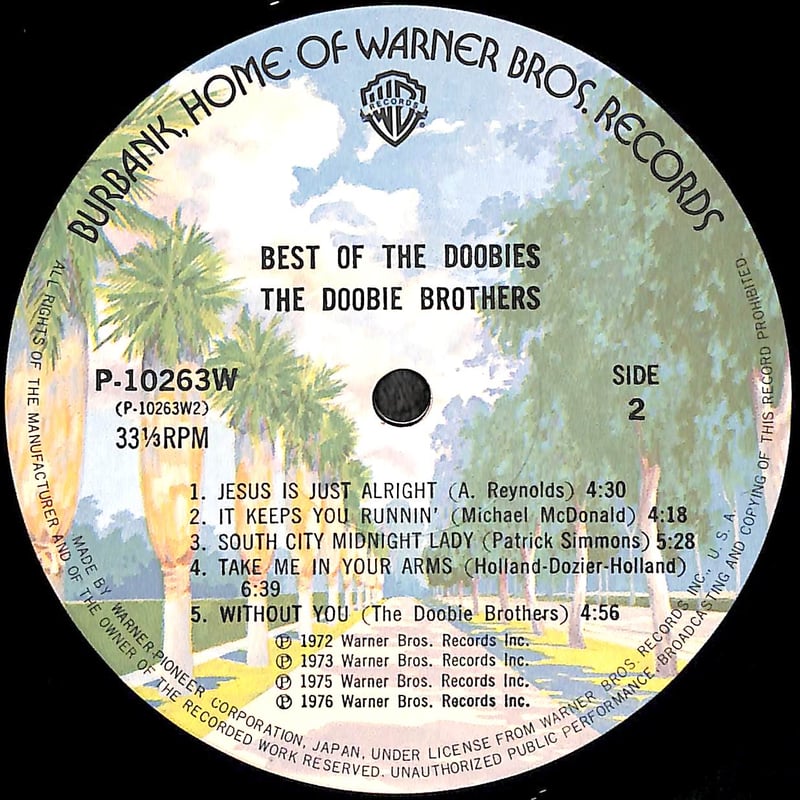 BURBANK, HOME OF WARNER BROS. RECORDS
RECORDS
BEST OF THE DOOBIES
THE DOOBIE BROTHERS
P-10263W
(P-10263W2)
33⅓RPM
SIDE
2
1. JESUS IS JUST ALRIGHT (A. Reynolds) 4:30
2. IT KEEPS YOU RUNNIN' (Michael McDonald) 4:18
3. SOUTH CITY MIDNIGHT LADY (Patrick Simmons) 5:28
4. TAKE ME IN YOUR ARMS (Holland-Dozier-Holland)
6:39
5. WITHOUT YOU (The Doobie Brothers) 4:56
Ⓟ 1972 Warner Bros. Records Inc.
Ⓟ 1973 Warner Bros. Records Inc.
Ⓟ 1975 Warner Bros. Records Inc.
Ⓟ 1976 Warner Bros. Records Inc.
MADE BY WARNER-PIONEER CORPORATION, JAPAN, UNDER LICENSE FROM WARNER BROS. RECORDS INC., U. S. A.
ALL RIGHTS OF THE MANUFACTURER AND OF THE OWNER OF THE RECORDED WORK RESERVED. UNAUTHORIZED PUBLIC PERFORMANCE, BROADCASTING AND COPYING OF THIS RECORD PROHIBITED.